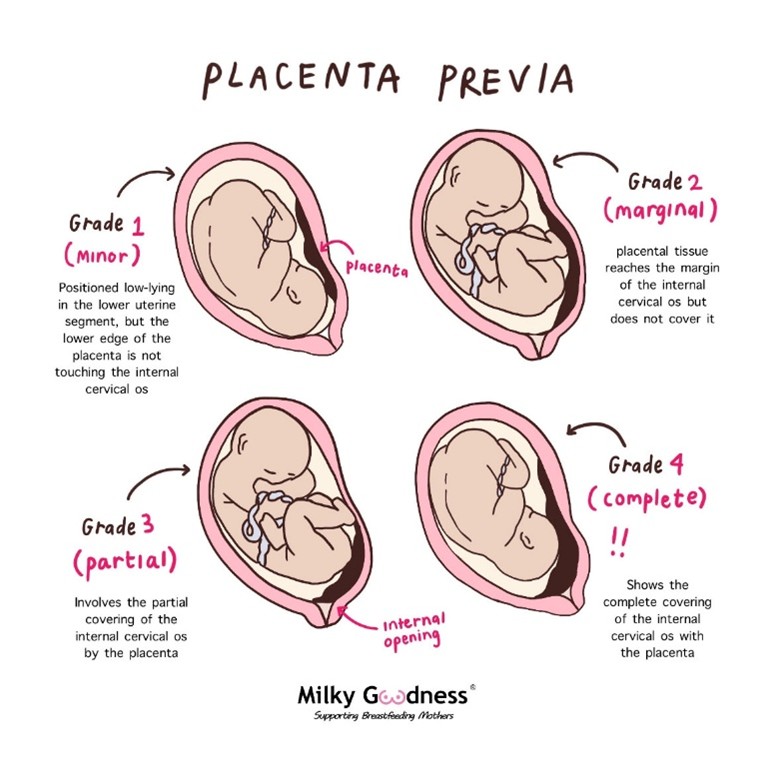 PLACENTA PREVIA
Grade 1
(minor)
Positioned low-lying
in the lower uterine
segment, but the
lower edge of the
placenta is not
touching the internal
cervical os
placenta
Grade 2
(marginal)
placental tissue
reaches the margin
of the internal
cervical os but
does not cover it
Grade 3
(partial)
Involves the partial
covering of the
internal cervical os
by the placenta
Internal
opening
Grade 4
(complete)
!!
Shows the
complete covering
of the internal
cervical os with
the placenta
Milky Goodness®
Supporting Breastfeeding Mothers